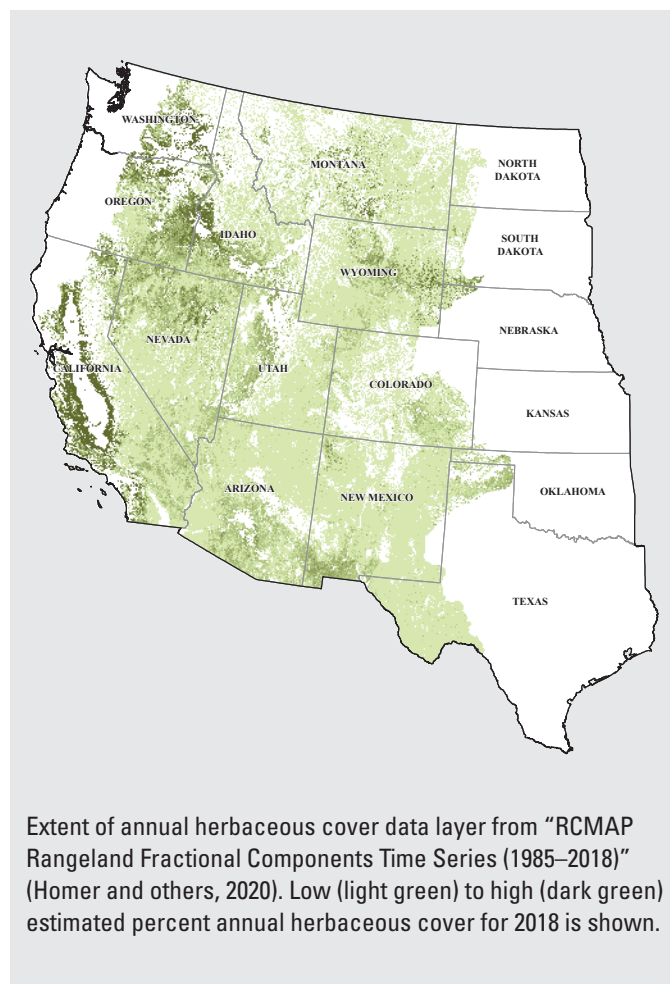 WASHINGTON
MONTANA
NORTH
DAKOTA
OREGON
IDAHO
SOUTH
DAKOTA
WYOMING
NEBRASKA
NEVADA
UTAH
CALIFORNIA
COLORADO
KANSAS
ARIZONA
NEW MEXICO
OKLAHOMA
TEXAS
Extent of annual herbaceous cover data layer from “RCMAP
Rangeland Fractional Components Time Series (1985–2018)”
(Homer and others, 2020). Low (light green) to high (dark green)
estimated percent annual herbaceous cover for 2018 is shown.